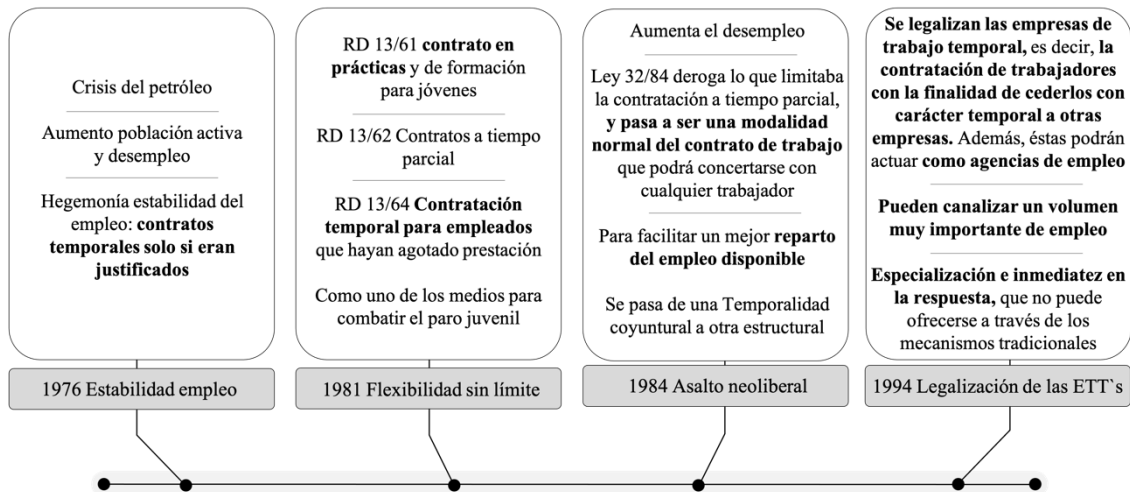 Crisis del petróleo
Aumento población activa
y desempleo
Hegemonía estabilidad del
empleo: contratos
temporales solo si eran
justificados
1976 Estabilidad empleo
RD 13/61 contrato en
prácticas y de formación
para jóvenes
RD 13/62 Contratos a tiempo
parcial
RD 13/64 Contratación
temporal para empleados
que hayan agotado prestación
Como uno de los medios para
combatir el paro juvenil
1981 Flexibilidad sin límite
Aumenta el desempleo
Ley 32/84 deroga lo que limitaba
la contratación a tiempo parcial,
y pasa a ser una modalidad
normal del contrato de trabajo
que podrá concertarse con
cualquier trabajador
Para facilitar un mejor reparto
del empleo disponible
Se pasa de una Temporalidad
coyuntural a otra estructural
1984 Asalto neoliberal
Se legalizan las empresas de
trabajo temporal, es decir, la
contratación de trabajadores
con la finalidad de cederlos con
carácter temporal a otras
empresas. Además, éstas podrán
actuar como agencias de empleo
Pueden canalizar un volumen
muy importante de empleo
Especialización e inmediatez en
la respuesta, que no puede
ofrecerse a través de los
mecanismos tradicionales
1994 Legalización de las ETT`s